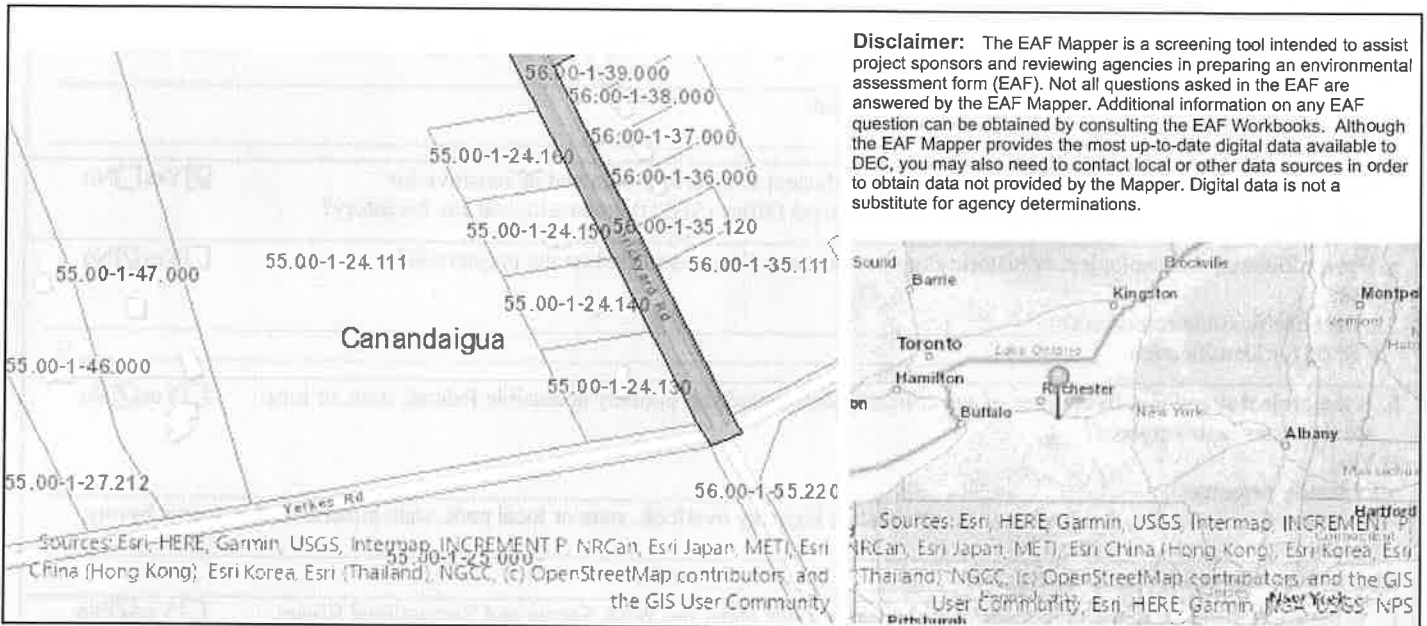 Disclaimer: The EAF Mapper is a screening tool intended to assist
project sponsors and reviewing agencies in preparing an environmental
assessment form (EAF). Not all questions asked in the EAF are
answered by the EAF Mapper. Additional information on any EAF
question can be obtained by consulting the EAF Workbooks. Although
the EAF Mapper provides the most up-to-date digital data available to
DEC, you may also need to contact local or other data sources in order
to obtain data not provided by the Mapper. Digital data is not a
substitute for agency determinations.
56.00-1-39.000
56.00-1-38.000
56.00-1-37.000
55.00-1-24.160
56.00-1-36.000
55.00-1-24.150
56.00-1-35.120
55.00-1-47.000
55.00-1-24.111
56.00-1-35.111
55.00-1-24.140
Rd
Canandaigua
55.00-1-46.000
55.00-1-24.130
55.00-1-27.212
56.00-1-55.220
Yerkes Rd
55.00-1-25.000
Sources: Esri, HERE, Garmin, USGS, Intermap, INCREMENT P, NRCan, Esri Japan, METI, Esri
China (Hong Kong), Esri Korea, Esri (Thailand), NGCC, (c) OpenStreetMap contributors, and
the GIS User Community
Sound
Barrie
Brockville
Kingston
Montpe
Vermont
Toronto
Lake Ontario
Hamilton
Rochester
on
Buffalo
New York
Albany
Hartford
Sources: Esri, HERE, Garmin, USGS, Intermap, INCREMENT P,
NRCan, Esri Japan, METI, Esri China (Hong Kong), Esri Korea, Esri
(Thailand), NGCC, (c) OpenStreetMap contributors, and the GIS
User Community, Esri, HERE, Garmin, USGS, NPS
New York
Pittsburgh